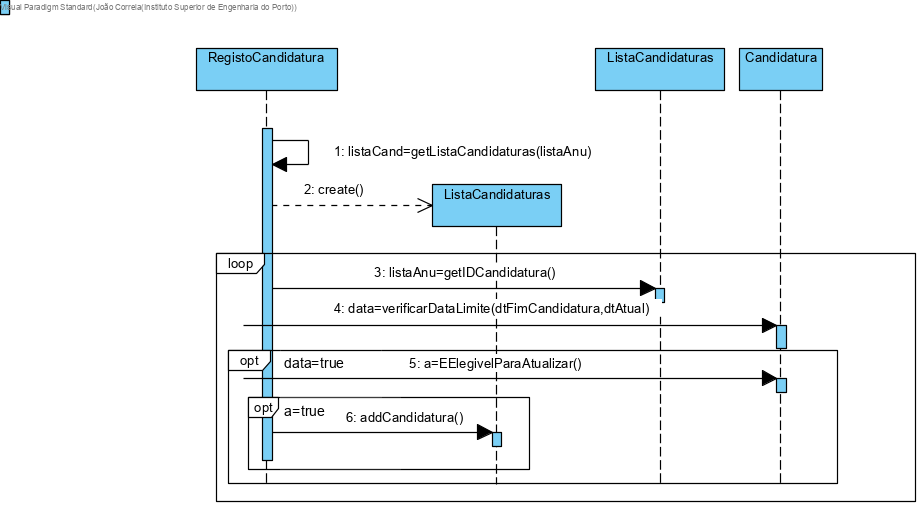 Visual Paradigm Standard(João Correia(Instituto Superior de Engenharia do Porto))
RegistoCandidatura
ListaCandidaturas
Candidatura
1: listaCand=getListaCandidaturas(listaAnu)
2: create()
ListaCandidaturas
loop
3: listaAnu=getIDCandidatura()
4: data=verificarDataLimite(dtFimCandidatura,dtAtual)
opt
data=true
5: a=EElegivelParaAtualizar()
opt
a=true
6: addCandidatura()